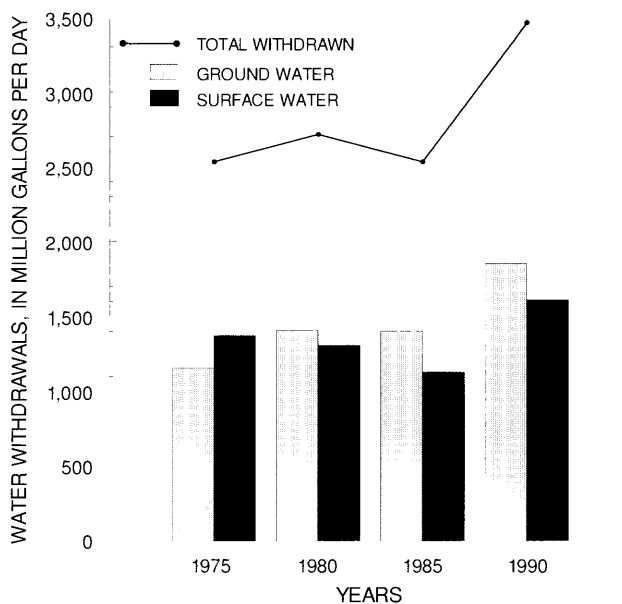 WATER WITHDRAWALS, IN MILLION GALLONS PER DAY
3,500
3,000
2,500
2,000
1,500
1,000
500
0
TOTAL WITHDRAWN
GROUND WATER
SURFACE WATER
1975 1980 1985 1990
YEARS